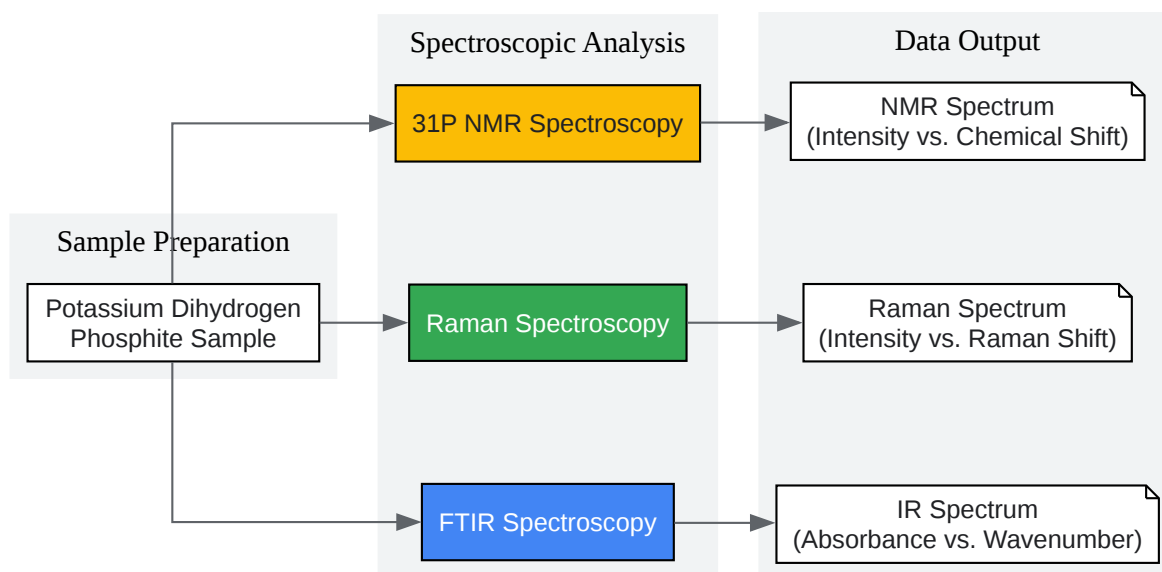 Spectroscopic Analysis
Data Output
31P NMR Spectroscopy
NMR Spectrum
(Intensity vs. Chemical Shift)
Sample Preparation
Potassium Dihydrogen
Phosphite Sample
Raman Spectroscopy
Raman Spectrum
(Intensity vs. Raman Shift)
FTIR Spectroscopy
IR Spectrum
(Absorbance vs. Wavenumber)